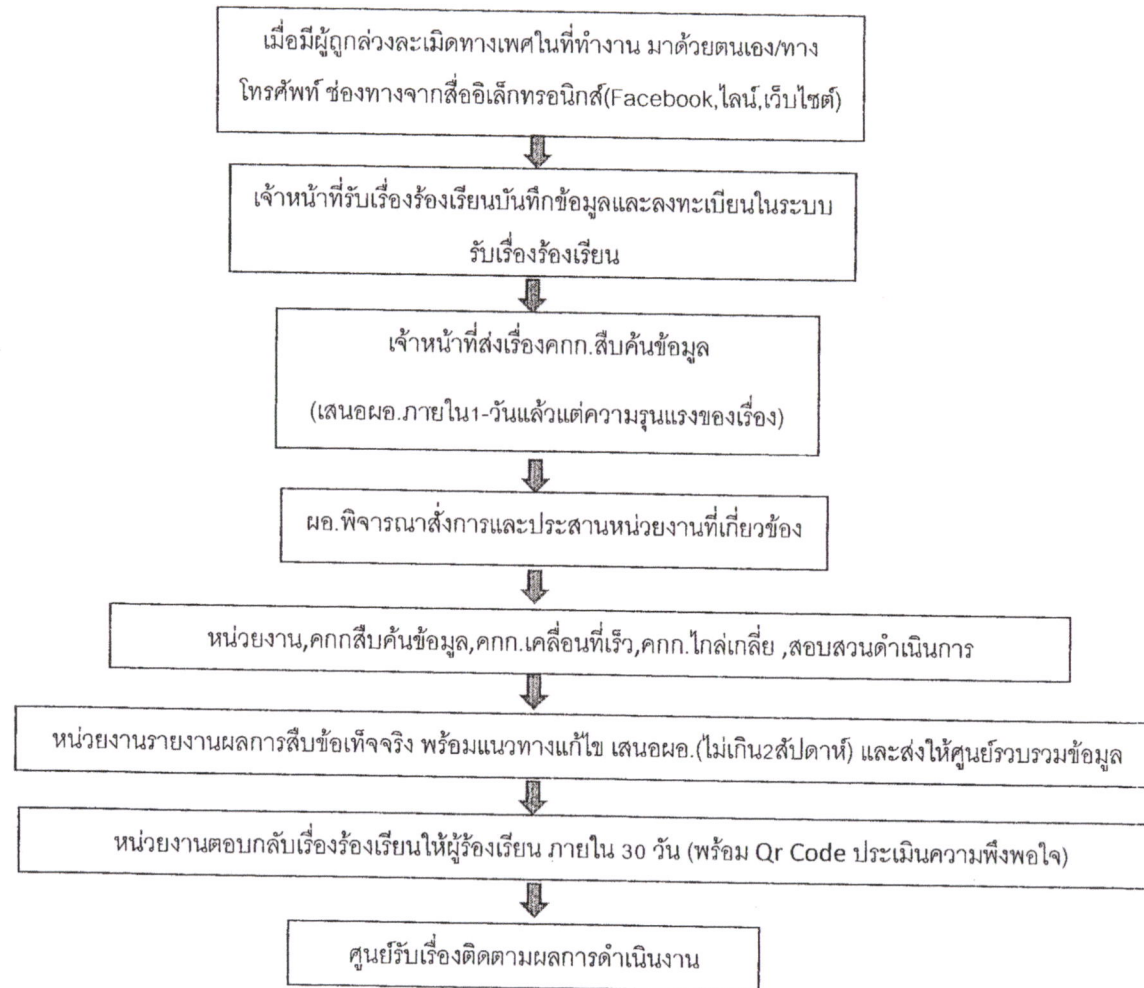 เมื่อมีผู้ถูกล่วงละเมิดทางเพศในที่ทำงาน มาด้วยตนเอง/ทาง
โทรศัพท์ ช่องทางจากสื่ออิเล็กทรอนิกส์(Facebook,ไลน์,เว็บไซต์)
เจ้าหน้าที่รับเรื่องร้องเรียนบันทึกข้อมูลและลงทะเบียนในระบบ
รับเรื่องร้องเรียน
เจ้าหน้าที่ส่งเรื่องคกก.สืบค้นข้อมูล
(เสนอผอ.ภายใน1-วันแล้วแต่ความรุนแรงของเรื่อง)
ผอ.พิจารณาสั่งการและประสานหน่วยงานที่เกี่ยวข้อง
หน่วยงาน,คกกสืบค้นข้อมูล,คกก.เคลื่อนที่เร็ว,คกก.ไกล่เกลี่ย ,สอบสวนดำเนินการ
หน่วยงานรายงานผลการสืบข้อเท็จจริง พร้อมแนวทางแก้ไข เสนอผอ.(ไม่เกิน2สัปดาห์) และส่งให้ศูนย์รวบรวมข้อมูล
หน่วยงานตอบกลับเรื่องร้องเรียนให้ผู้ร้องเรียน ภายใน 30 วัน (พร้อม Qr Code ประเมินความพึงพอใจ)
ศูนย์รับเรื่องติดตามผลการดำเนินงาน